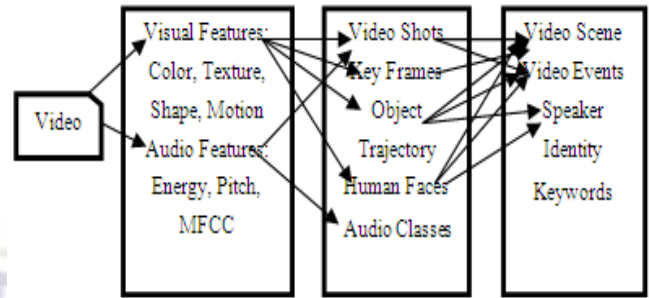 Video
Visual Features:
Color, Texture,
Shape, Motion
Audio Features:
Energy, Pitch,
MFCC
Video Shots
Key Frames
Object
Trajectory
Human Faces
Audio Classes
Video Scene
Video Events
Speaker
Identity
Keywords